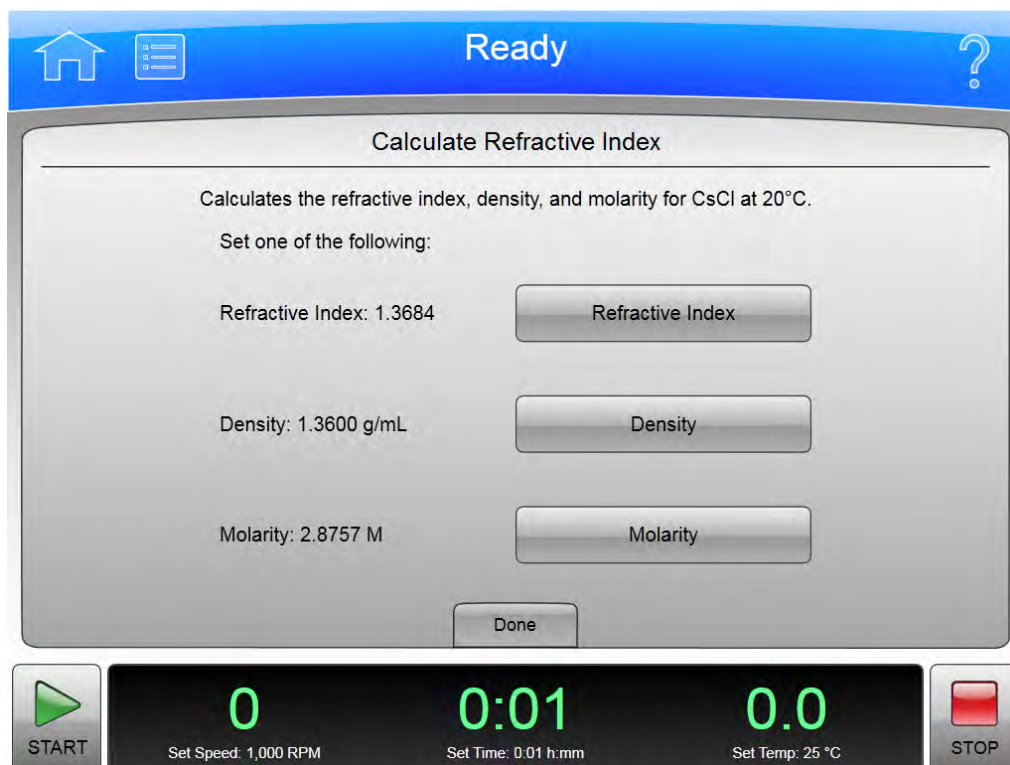 Ready
?
Calculate Refractive Index
Calculates the refractive index, density, and molarity for CsCl at 20°C.
Set one of the following:
Refractive Index: 1.3684
Refractive Index
Density: 1.3600 g/mL
Density
Molarity: 2.8757 M
Molarity
Done
START
0
Set Speed: 1,000 RPM
0:01
Set Time: 0:01 h:mm
0.0
Set Temp: 25 °C
STOP